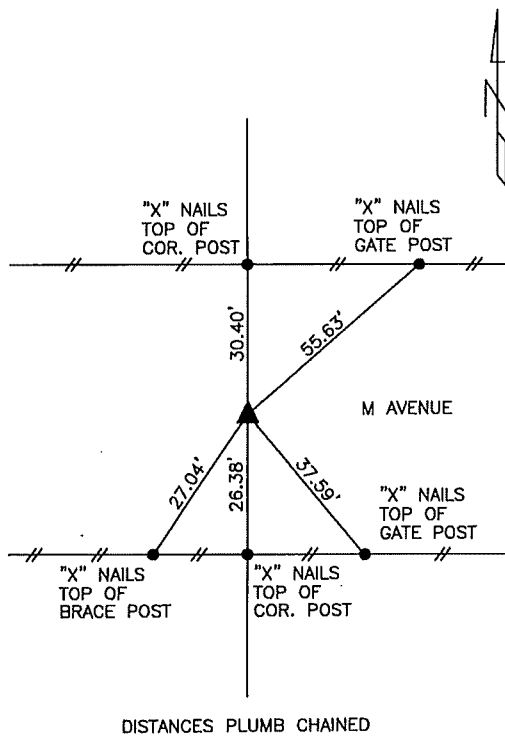 "X" NAILS
TOP OF
COR. POST
"X" NAILS
TOP OF
GATE POST
30.40'
55.63'
M AVENUE
27.04'
26.38'
37.59'
"X" NAILS
TOP OF
GATE POST
"X" NAILS
TOP OF
BRACE POST
"X" NAILS
TOP OF
COR. POST
DISTANCES PLUMB CHAINED